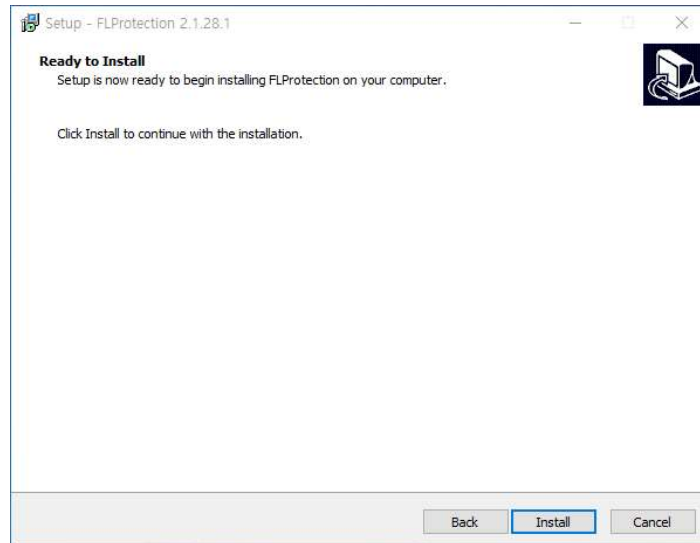 Setup - FLProtection 2.1.28.1
Ready to Install
Setup is now ready to begin installing FLProtection on your computer.
Click Install to continue with the installation.
Back Install Cancel